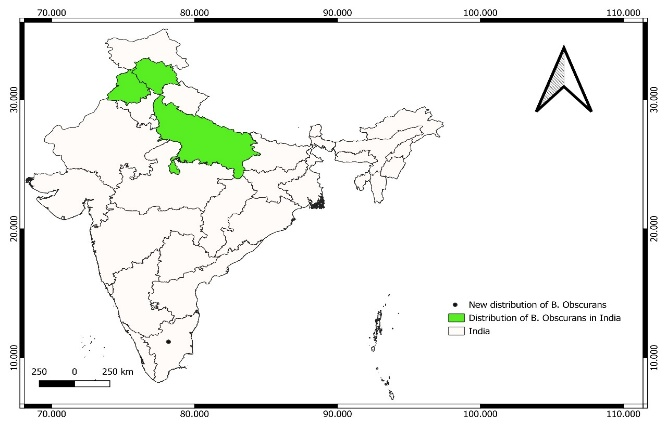 70.000 80.000 90.000 100.000 110.000
30.000 30.000
20.000 20.000
New distribution of B. Obscurans
Distribution of B. Obscurans in India
India
10.000 10.000
250 0 250 km
70.000 80.000 90.000 100.000 110.000